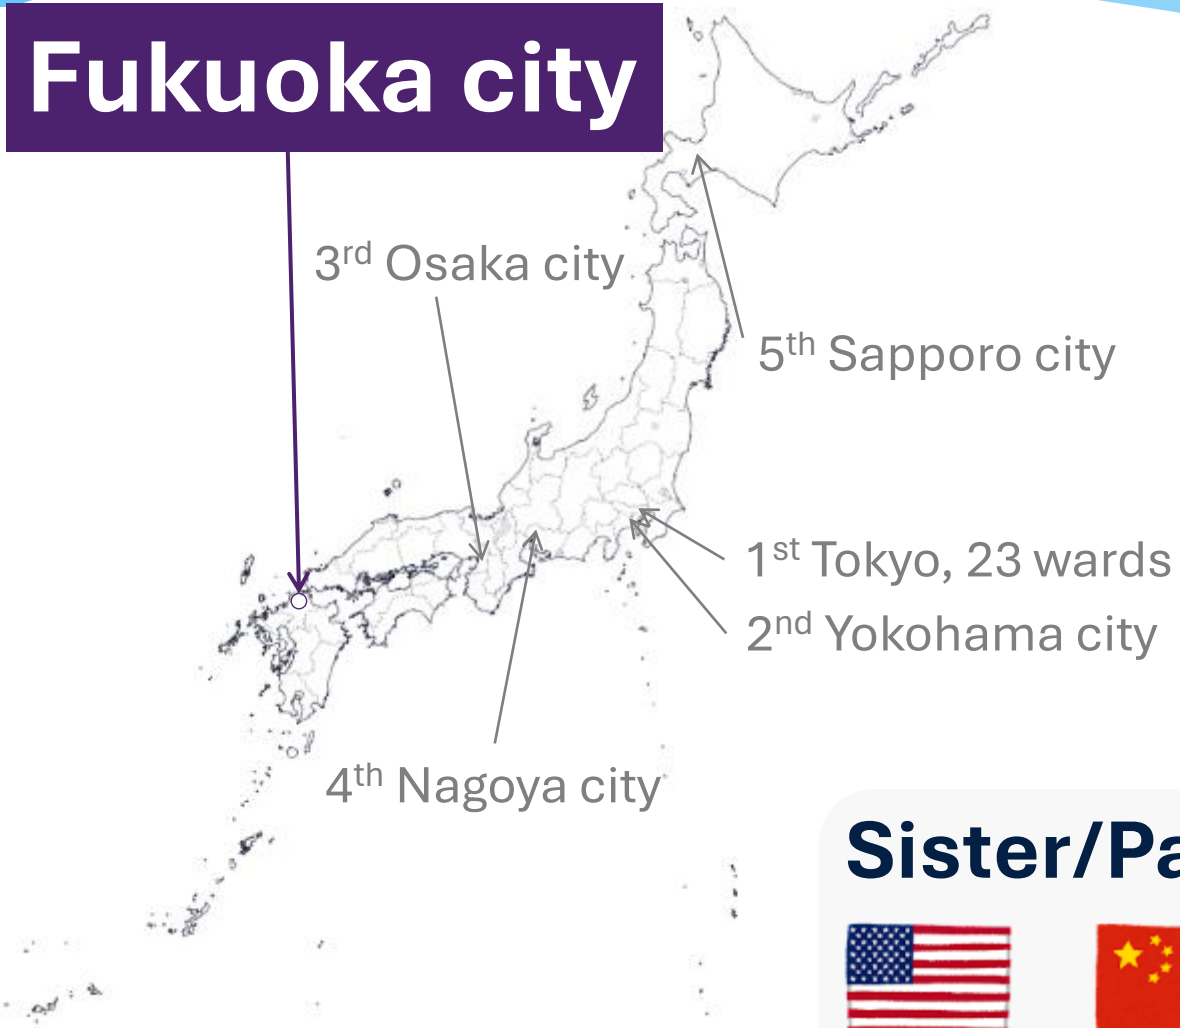 Fukuoka city
3rd Osaka city
5th Sapporo city
1st Tokyo, 23 wards
2nd Yokohama city
4th Nagoya city
Sister/Pa